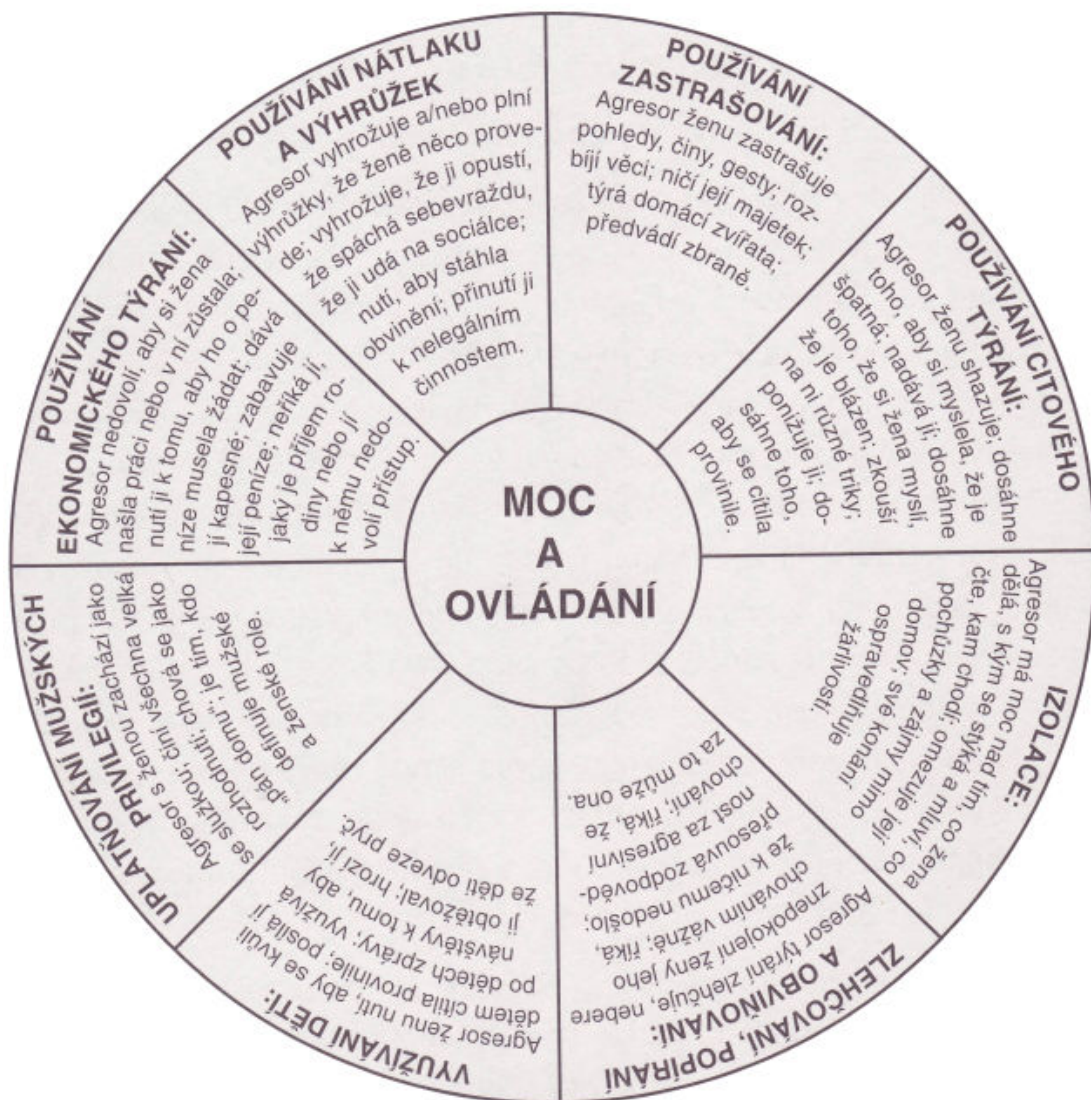 POUŽÍVÁNÍ NÁTLAKU
A VÝHRŮŽEK
Agresor vyhrožuje a/nebo plní
výhrůžky, že ženě něco prove-
de; vyhrožuje, že ji opustí,
že spáchá sebevraždu,
že ji udá na sociálce;
nutí, aby stáhla
obvinění; přinutí ji
k nelegálním
činnostem.
POUŽÍVÁNÍ
ZASTRAŠOVÁNÍ:
Agresor ženu zastrašuje
pohledy, činy, gesty; roz-
bíjí věci; ničí její majetek;
týrá domácí zvířata;
předvádí zbraně.
POUŽÍVÁNÍ CITOVÉHO
TÝRÁNÍ:
Agresor ženu shazuje; dosáhne
toho, aby si myslela, že je
špatná; nadává jí; dosáhne
toho, že si žena myslí,
že je blázen; zkouší
na ni různé triky;
ponižuje ji; do-
sáhne toho,
aby se cítila
provinile.
IZOLACE:
Agresor má moc nad tím, co žena
dělá, s kým se stýká a mluví, co
čte, kam chodí; omezuje její
pochůzky a zájmy mimo
domov; své konání
ospravedlňuje
žárlivostí.
ZLEHČOVÁNÍ, POPÍRÁNÍ
A OBVIŇOVÁNÍ:
Agresor týrání zlehčuje, nebere
znepokojení ženy jeho
chováním vážně; říká,
že k ničemu nedošlo;
přesouvá zodpověd-
nost za agresivní
chování; říká, že
za to může ona.
VYUŽÍVÁNÍ DĚTÍ:
Agresor ženu nutí, aby se kvůli
dětem cítila provinile; posílá jí
po dětech zprávy; využívá
návštěvy k tomu, aby
ji obtěžoval; hrozí jí,
že děti odveze pryč.
UPLATNOVÁNÍ MUŽSKÝCH
PRIVILEGIÍ:
Agresor s ženou zachází jako
se služkou; činí všechna velká
rozhodnutí; chová se jako
„pán domu“; je tím, kdo
definuje mužské
a ženské role.
POUŽÍVÁNÍ
EKONOMICKÉHO TÝRÁNÍ:
Agresor nedovolí, aby si žena
našla práci nebo v ní zůstala;
nutí ji k tomu, aby ho o pe-
níze musela žádat; dává
jí kapesné; zabavuje
její peníze; neříká jí,
jaký je příjem ro-
diny nebo jí
k němu nedo-
volí přístup.
MOC
A
OVLÁDÁNÍ